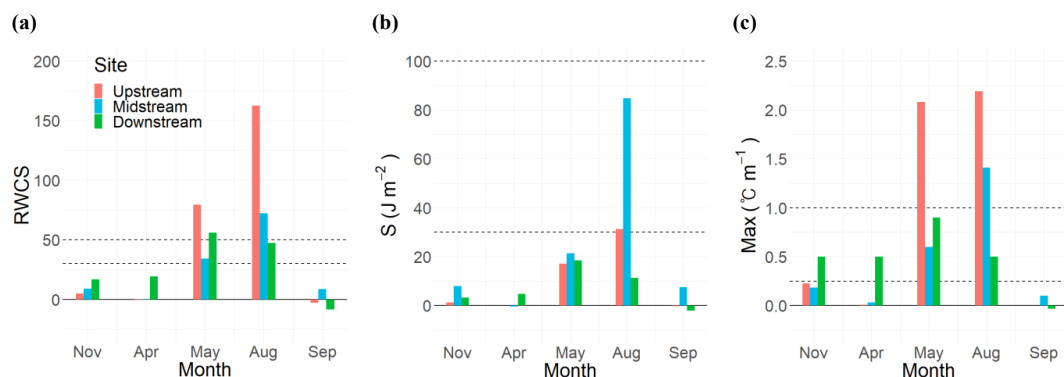 (a)
RWCS
200
150
100
50
0
Site
Upstream
Midstream
Downstream
Nov Apr May Aug Sep
Month
(b)
S (J m⁻²)
100
80
60
40
20
0
Nov Apr May Aug Sep
Month
(c)
Max (℃ m⁻¹)
2.5
2.0
1.5
1.0
0.5
0.0
Nov Apr May Aug Sep
Month